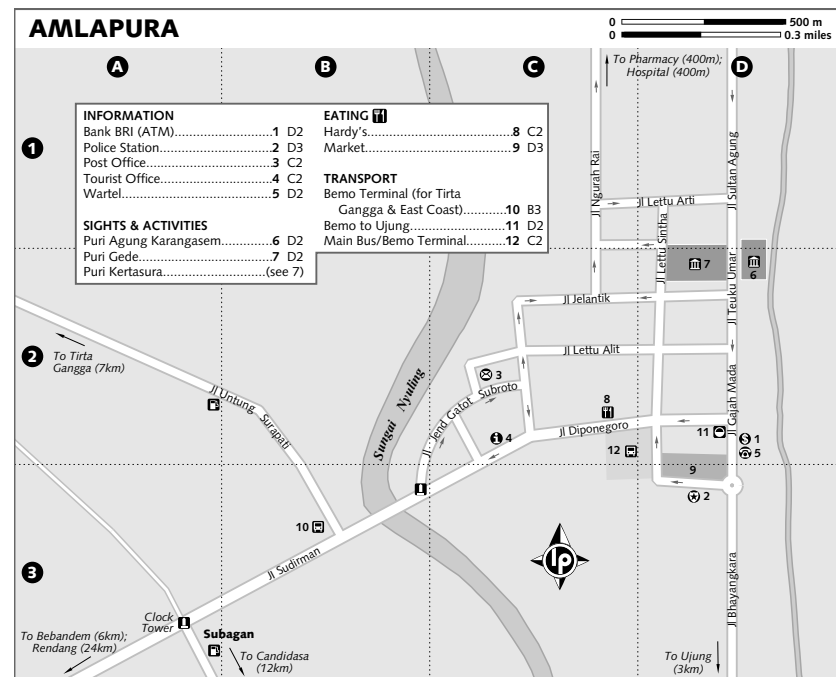 AMLAPURA
0 500 m
0 0.3 miles
A B C D
To Pharmacy (400m);
Hospital (400m)
1
INFORMATION
Bank BRI (ATM)..............................1 D2
Police Station..............................2 D3
Post Office..............................3 C2
Tourist Office..............................4 C2
Wartel..............................5 D2
SIGHTS & ACTIVITIES
Puri Agung Karangasem..............6 D2
Puri Gede..............................7 D2
Puri Kertasura......................(see 7)
EATING
Hardy's..............................8 C2
Market..............................9 D3
TRANSPORT
Bemo Terminal (for Tirta
Gangga & East Coast)..........10 B3
Bemo to Ujung..................11 D2
Main Bus/Bemo Terminal........12 C2
Jl Ngurah Rai
Jl Sultan Agung
Jl Lettu Arti
Jl Lettu Sintha
7
6
Jl Teuku Umar
Jl Jelantik
2
To Tirta
Gangga (7km)
Jl Lettu Alit
Jl Untung Surapati
Sungai Nyuling
3
Jl Jend Gatot Subroto
Jl Gajah Mada
8
Jl Diponegoro
4
11
1
5
12
9
2
10
3
Jl Sudirman
lp
Jl Bhayangkara
Clock
Tower
Subagan
To Bebandem (6km);
Rendang (24km)
To Candidasa
(12km)
To Ujung
(3km)